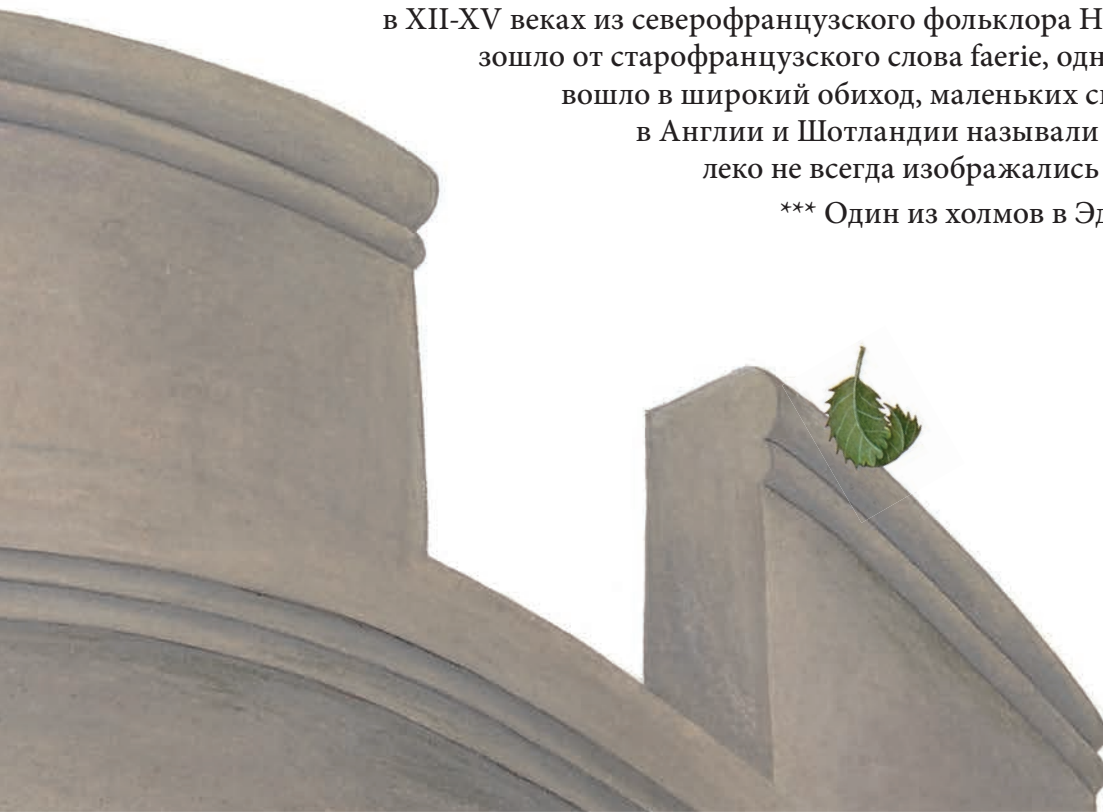 в XII-XV веках из северофранцузского фольклора Н
зошло от старофранцузского слова faerie, одн
вошло в широкий обиход, маленьких с
в Англии и Шотландии называли
леко не всегда изображались
*** Один из холмов в Эд